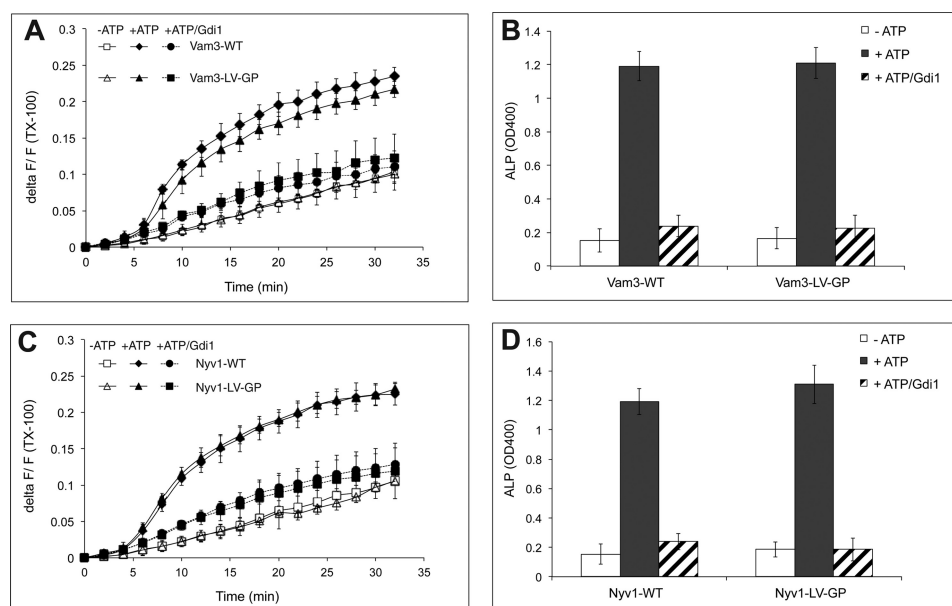 A
-ATP +ATP +ATP/Gdi1
Vam3-WT
Vam3-LV-GP
delta F/ F (TX-100)
0.3
0.25
0.2
0.15
0.1
0.05
0
0 5 10 15 20 25 30 35
Time (min)
B
- ATP
+ ATP
+ ATP/Gdi1
ALP (OD400)
1.4
1.2
1
0.8
0.6
0.4
0.2
0
Vam3-WT Vam3-LV-GP
C
-ATP +ATP +ATP/Gdi1
Nyv1-WT
Nyv1-LV-GP
delta F/ F (TX-100)
0.3
0.25
0.2
0.15
0.1
0.05
0
0 5 10 15 20 25 30 35
Time (min)
D
- ATP
+ ATP
+ ATP/Gdi1
ALP (OD400)
1.6
1.4
1.2
1
0.8
0.6
0.4
0.2
0
Nyv1-WT Nyv1-LV-GP